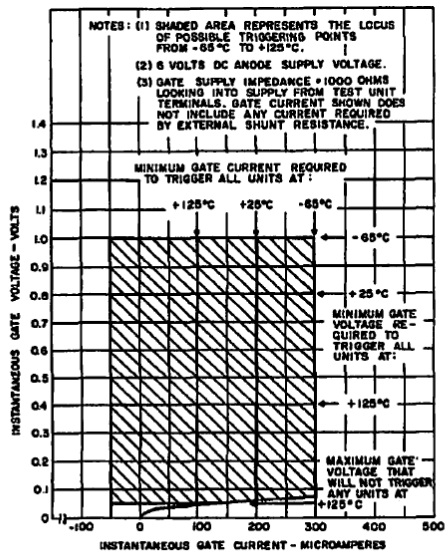 NOTES: (1) SHADED AREA REPRESENTS THE LOCUS
OF POSSIBLE TRIGGERING POINTS
FROM -65°C TO +125°C.
(2) 6 VOLTS DC ANODE SUPPLY VOLTAGE.
(3) GATE SUPPLY IMPEDANCE = 1000 OHMS
LOOKING INTO SUPPLY FROM TEST UNIT
TERMINALS. GATE CURRENT SHOWN DOES
NOT INCLUDE ANY CURRENT REQUIRED
BY EXTERNAL SHUNT RESISTANCE.
MINIMUM GATE CURRENT REQUIRED
TO TRIGGER ALL UNITS AT:
+125°C +25°C -65°C
-65°C
+25°C
MINIMUM GATE
VOLTAGE RE-
QUIRED TO
TRIGGER ALL
UNITS AT:
+125°C
MAXIMUM GATE
VOLTAGE THAT
WILL NOT TRIGGER
ANY UNITS AT
+125°C
INSTANTANEOUS GATE VOLTAGE-VOLTS
1.4
1.3
1.2
1.1
1.0
0.9
0.8
0.7
0.6
0.5
0.4
0.3
0.2
0.1
0
-100 0 100 200 300 400 500
INSTANTANEOUS GATE CURRENT - MICROAMPERES